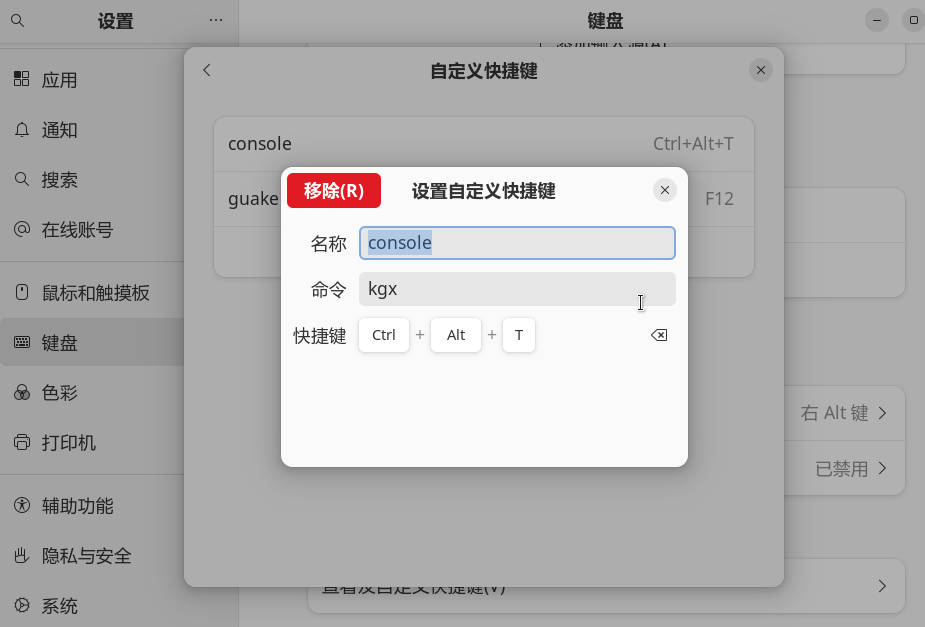 设置
键盘
应用
通知
搜索
在线账号
鼠标和触摸板
键盘
色彩
打印机
辅助功能
隐私与安全
系统
自定义快捷键
console Ctrl+Alt+T
guake F12
移除(R) 设置自定义快捷键
名称 console
命令 kgx
快捷键 Ctrl + Alt + T
右 Alt 键
已禁用
查看及自定义快捷键(V)